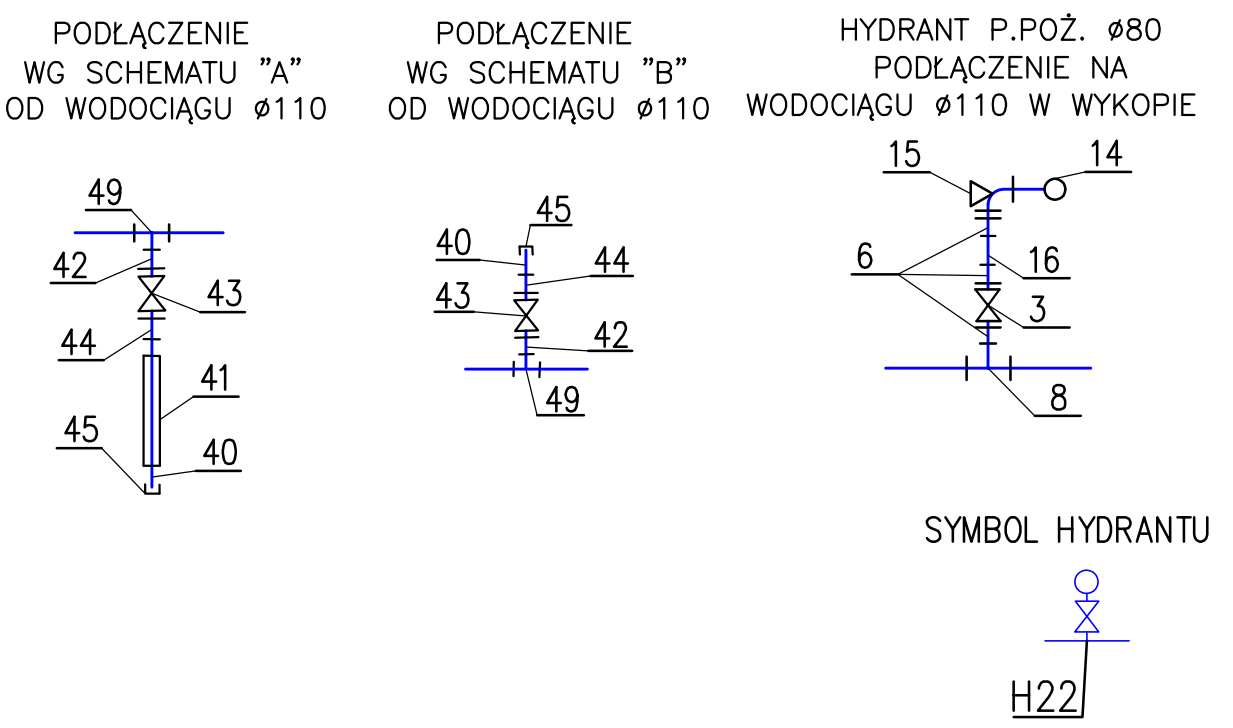 PODŁĄCZENIE
WG SCHEMATU "A"
OD WODOCIĄGU ø110
49
42
43
44
41
45
40
PODŁĄCZENIE
WG SCHEMATU "B"
OD WODOCIĄGU ø110
45
40
44
43
42
49
HYDRANT P.POŻ. ø80
PODŁĄCZENIE NA
WODOCIĄGU ø110 W WYKOPIE
15
14
6
16
3
8
SYMBOL HYDRANTU
H22